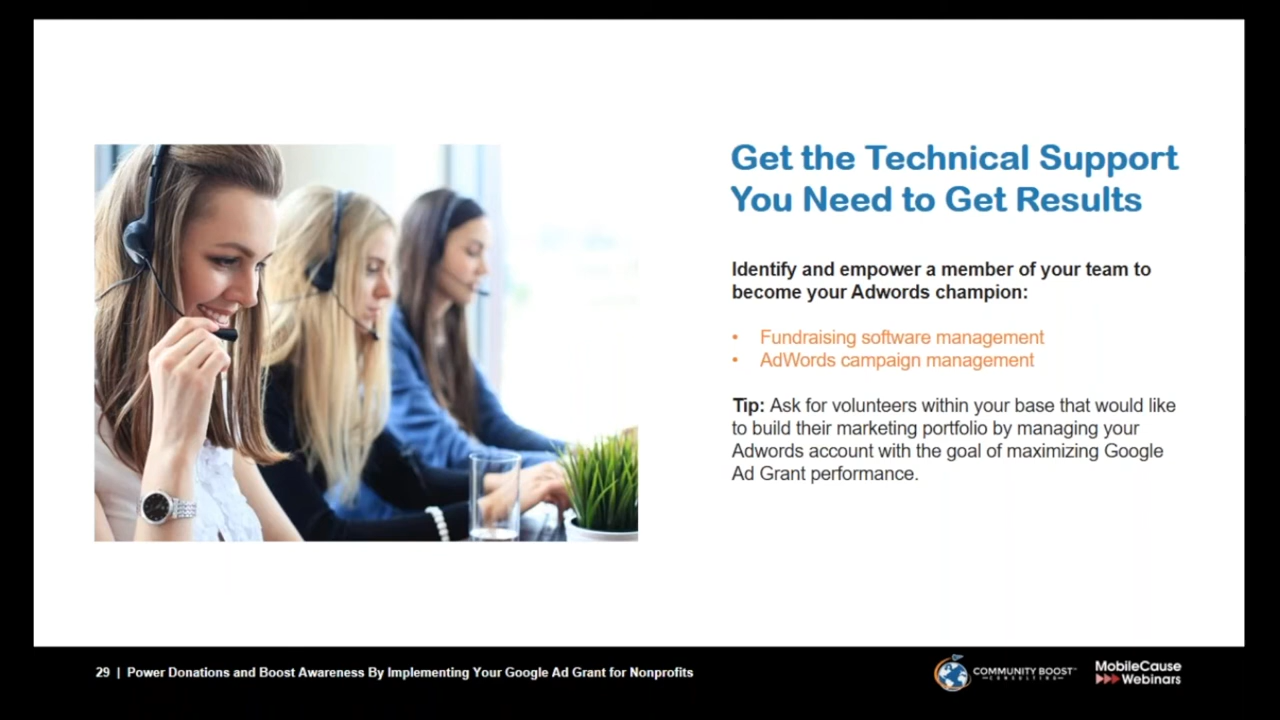 Get the Technical Support
You Need to Get Results
Identify and empower a member of your team to
become your Adwords champion:
• Fundraising software management
• AdWords campaign management
Tip: Ask for volunteers within your base that would like
to build their marketing portfolio by managing your
Adwords account with the goal of maximizing Google
Ad Grant performance.
29 | Power Donations and Boost Awareness By Implementing Your Google Ad Grant for Nonprofits
COMMUNITY BOOST
CONSULTING
MobileCause
Webinars